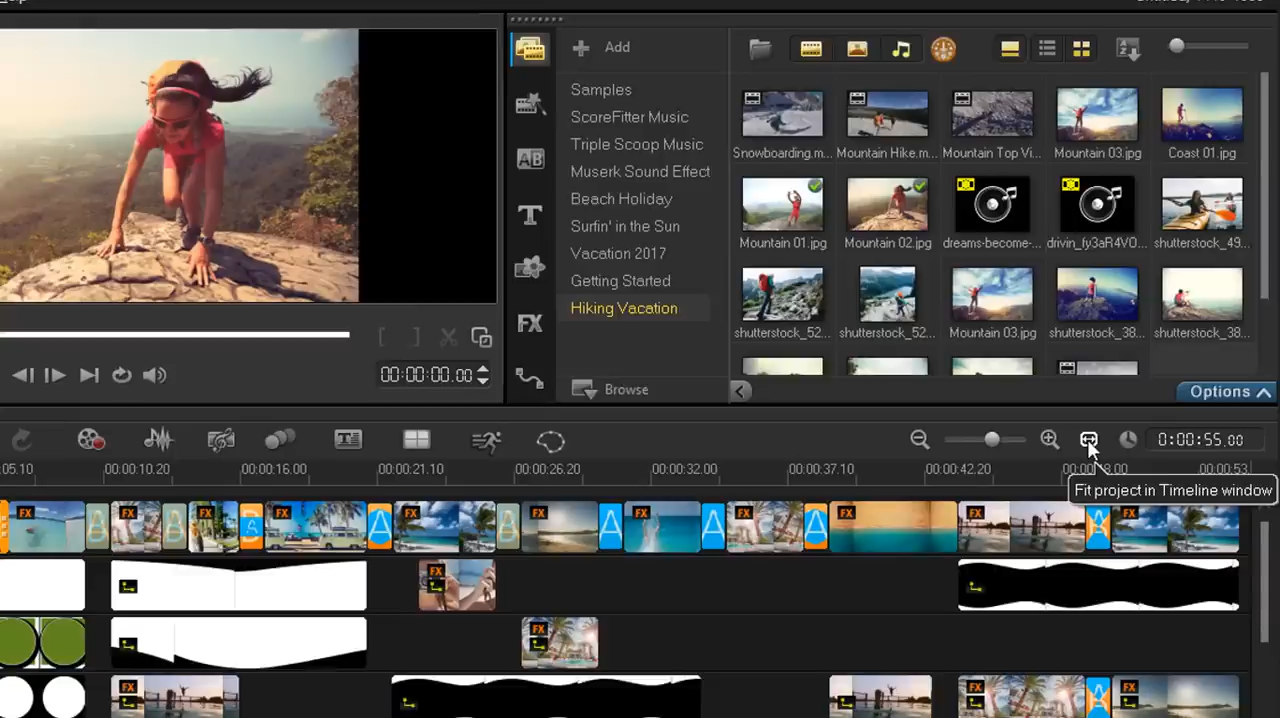 Add
Samples
ScoreFitter Music
Triple Scoop Music
Muserk Sound Effect
Beach Holiday
Surfin' in the Sun
Vacation 2017
Getting Started
Hiking Vacation
Browse
Snowboarding.m...
Mountain Hike.m...
Mountain Top Vi...
Mountain 03.jpg
Coast 01.jpg
Mountain 01.jpg
Mountain 02.jpg
dreams-become-...
drivin_fy3aR4VO...
shutterstock_49...
shutterstock_52...
shutterstock_52...
Mountain 03.jpg
shutterstock_38...
shutterstock_38...
AB
T
FX
Options
00:00:00.00
0:00:55.00
:05.10
00:00:10.20
00:00:16.00
00:00:21.10
00:00:26.20
00:00:32.00
00:00:37.10
00:00:42.20
00:00:53.
Fit project in Timeline window